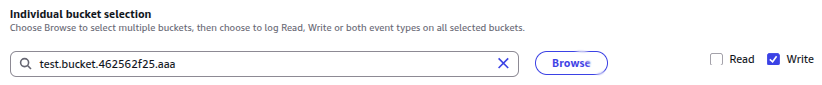 Individual bucket selection
Choose Browse to select multiple buckets, then choose to log Read, Write or both event types on all selected buckets.
test.bucket.462562f25.aaa Browse Read Write